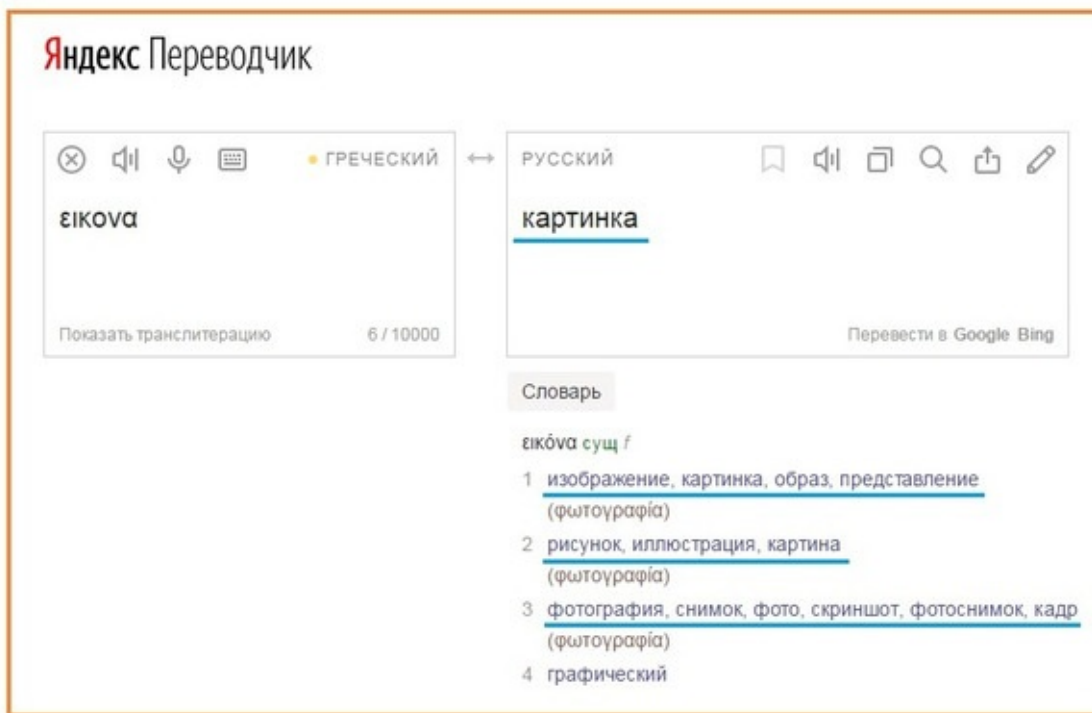 Яндекс Переводчик
ГРЕЧЕСКИЙ
εικονα
Показать транслитерацию 6 / 10000
РУССКИЙ
картинка
Перевести в Google Bing
Словарь
εικόνα сущ f
1 изображение, картинка, образ, представление
(φωτογραφία)
2 рисунок, иллюстрация, картина
(φωτογραφία)
3 фотография, снимок, фото, скриншот, фотоснимок, кадр
(φωτογραφία)
4 графический